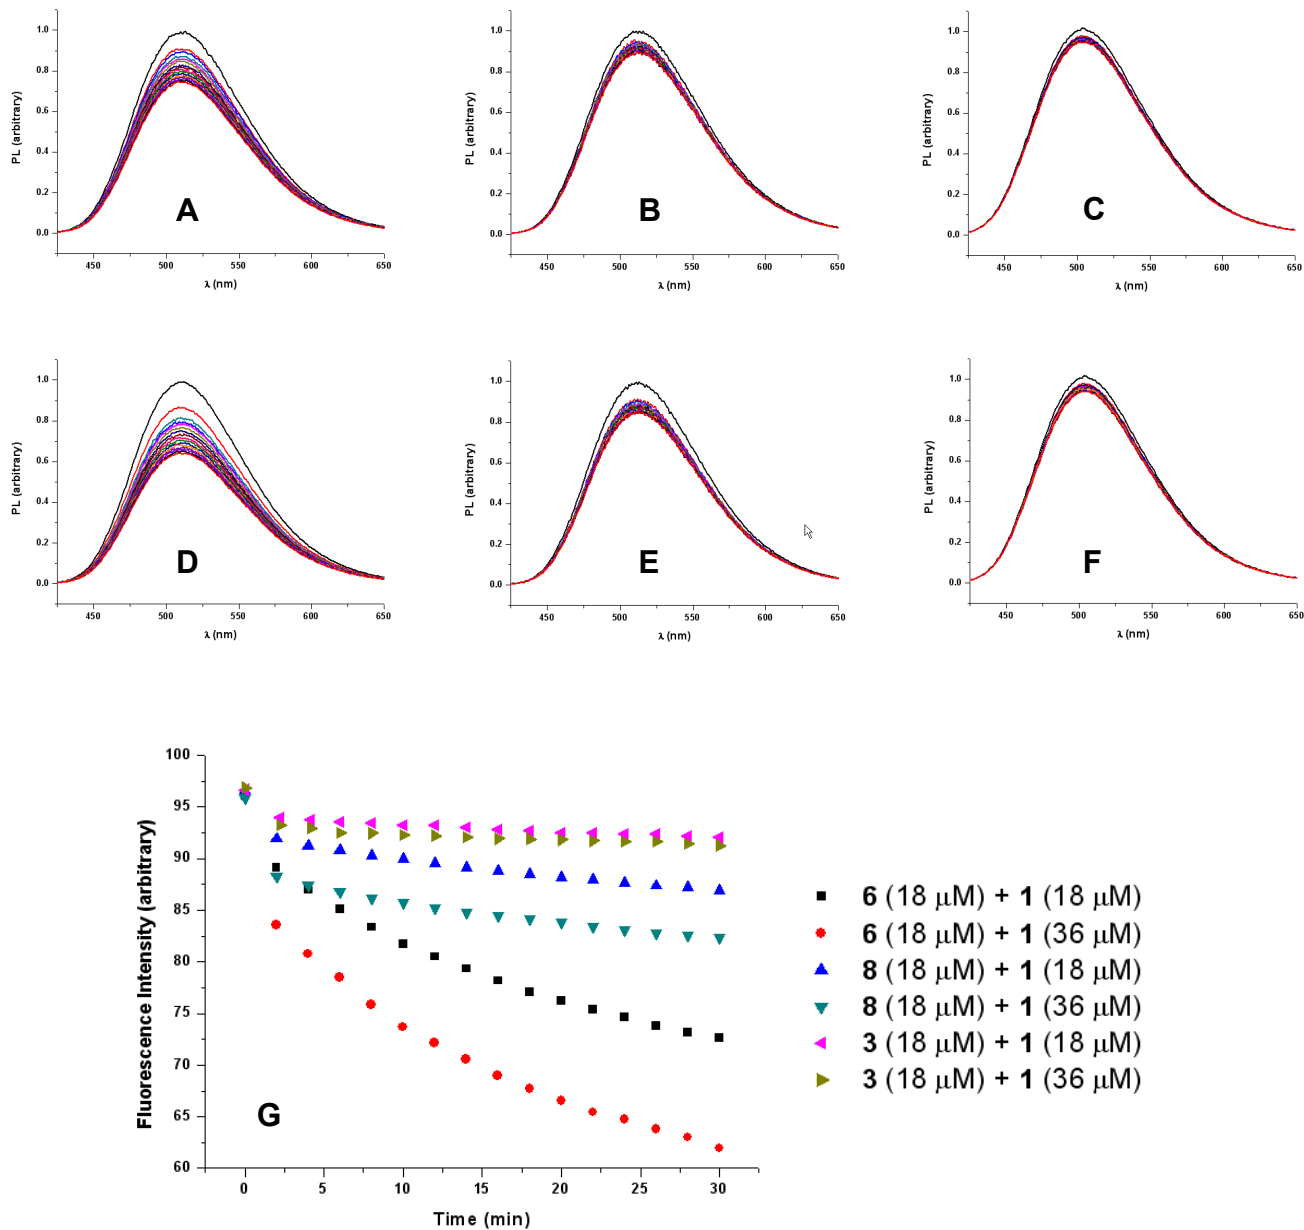 1.0
0.8
0.6
0.4
0.2
0.0
PL (arbitrary)
450 500 550 600 650
λ (nm)
A
1.0
0.8
0.6
0.4
0.2
0.0
PL (arbitrary)
450 500 550 600 650
λ (nm)
B
1.0
0.8
0.6
0.4
0.2
0.0
PL (arbitrary)
450 500 550 600 650
λ (nm)
C
1.0
0.8
0.6
0.4
0.2
0.0
PL (arbitrary)
450 500 550 600 650
λ (nm)
D
1.0
0.8
0.6
0.4
0.2
0.0
PL (arbitrary)
450 500 550 600 650
λ (nm)
E
1.0
0.8
0.6
0.4
0.2
0.0
PL (arbitrary)
450 500 550 600 650
λ (nm)
F
100
95
90
85
80
75
70
65
60
Fluorescence Intensity (arbitrary)
0 5 10 15 20 25 30
Time (min)
G
6 (18 μM) + 1 (18 μM)
6 (18 μM) + 1 (36 μM)
8 (18 μM) + 1 (18 μM)
8 (18 μM) + 1 (36 μM)
3 (18 μM) + 1 (18 μM)
3 (18 μM) + 1 (36 μM)